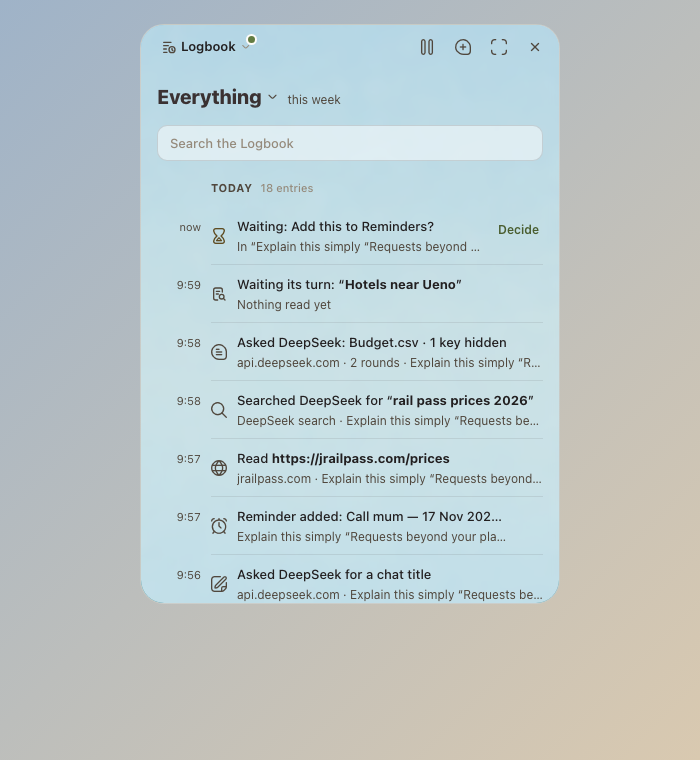 Logbook
Everything this week
Search the Logbook
TODAY 18 entries
now Waiting: Add this to Reminders? Decide
In “Explain this simply “Requests beyond ...
9:59 Waiting its turn: “Hotels near Ueno”
Nothing read yet
9:58 Asked DeepSeek: Budget.csv · 1 key hidden
api.deepseek.com · 2 rounds · Explain this simply “R...
9:58 Searched DeepSeek for “rail pass prices 2026”
DeepSeek search · Explain this simply “Requests be...
9:57 Read https://jrailpass.com/prices
jrailpass.com · Explain this simply “Requests beyond...
9:57 Reminder added: Call mum — 17 Nov 202...
Explain this simply “Requests beyond your pla...
9:56 Asked DeepSeek for a chat title
api.deepseek.com · Explain this simply “Requests be...